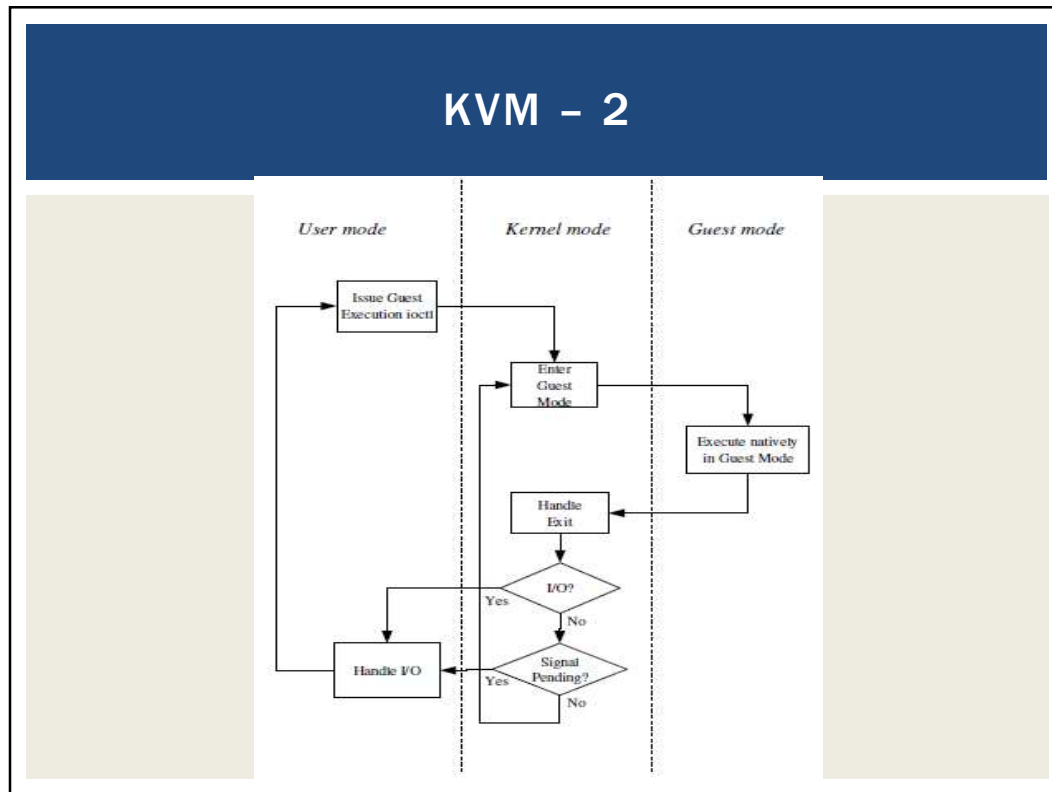 KVM – 2
User mode
Kernel mode
Guest mode
Issue Guest
Execution ioctl
Enter
Guest
Mode
Execute natively
in Guest Mode
Handle
Exit
I/O?
Yes
No
Handle I/O
Signal
Pending?
Yes
No